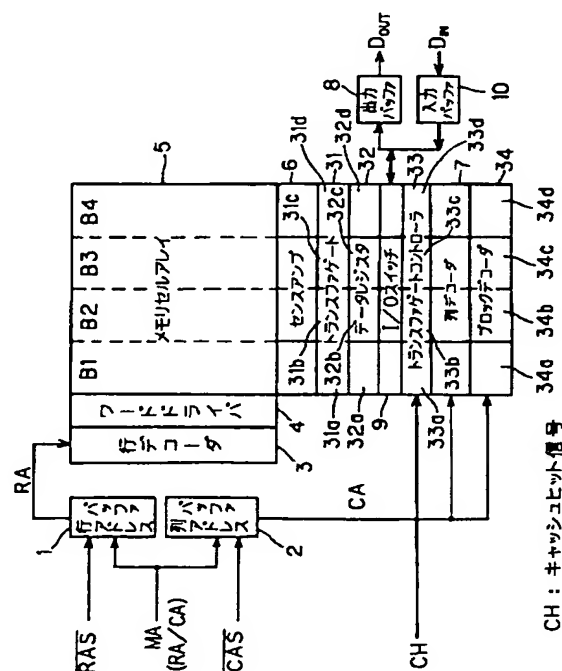 RAS
MA
(RA/CA)
CAS
1
行アドレス
バッファ
列アドレス
バッファ
2
RA
CA
CH
3
行デコーダ
4
ワードドライバ
5
B1
B2
B3
B4
メモリセルアレイ
センスアンプ
6
31a
31b
トランスファゲート
31c
31d
31
32a
32b
データレジスタ
32c
32d
32
9
I/Oスイッチ
33a
33b
トランスファゲートコントローラ
33c
33d
33
列デコーダ
7
ブロックデコーダ
34
34a
34b
34c
34d
8
出力
バッファ
DOUT
入力
バッファ
DIN
10
CH : キャッシュヒット信号